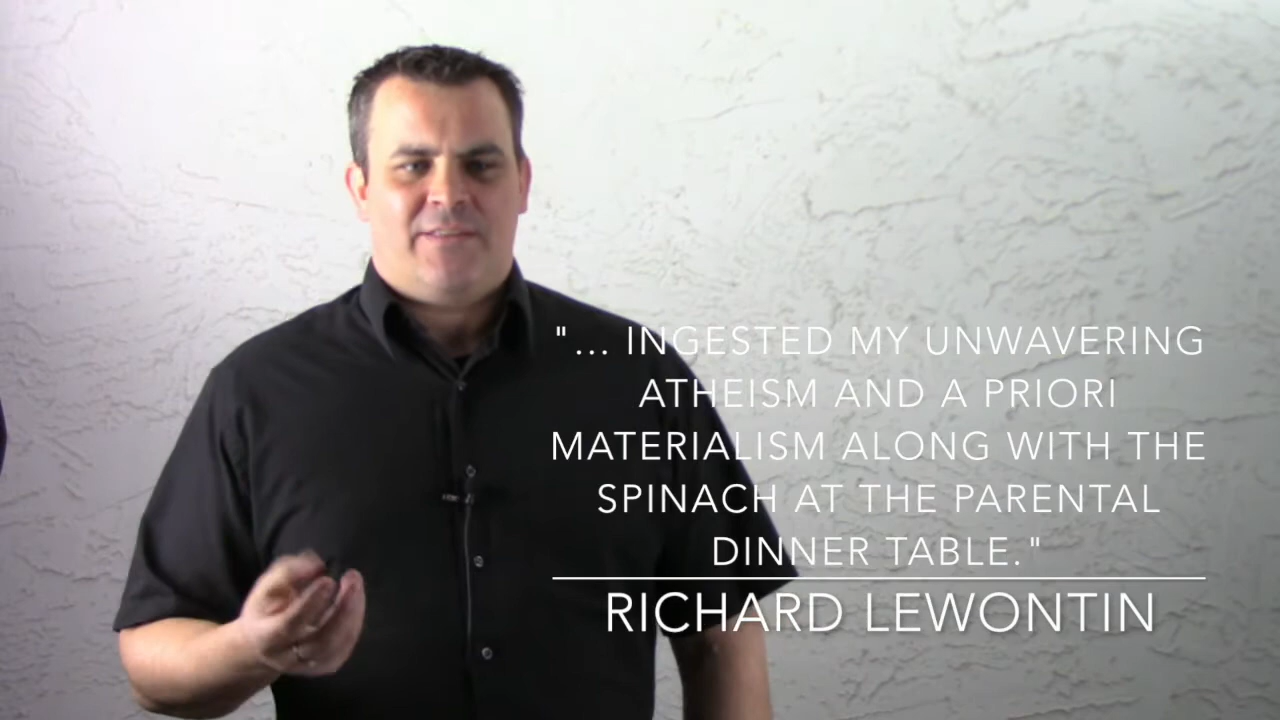 "... INGESTED MY UNWAVERING
ATHEISM AND A PRIORI
MATERIALISM ALONG WITH THE
SPINACH AT THE PARENTAL
DINNER TABLE."
RICHARD LEWONTIN